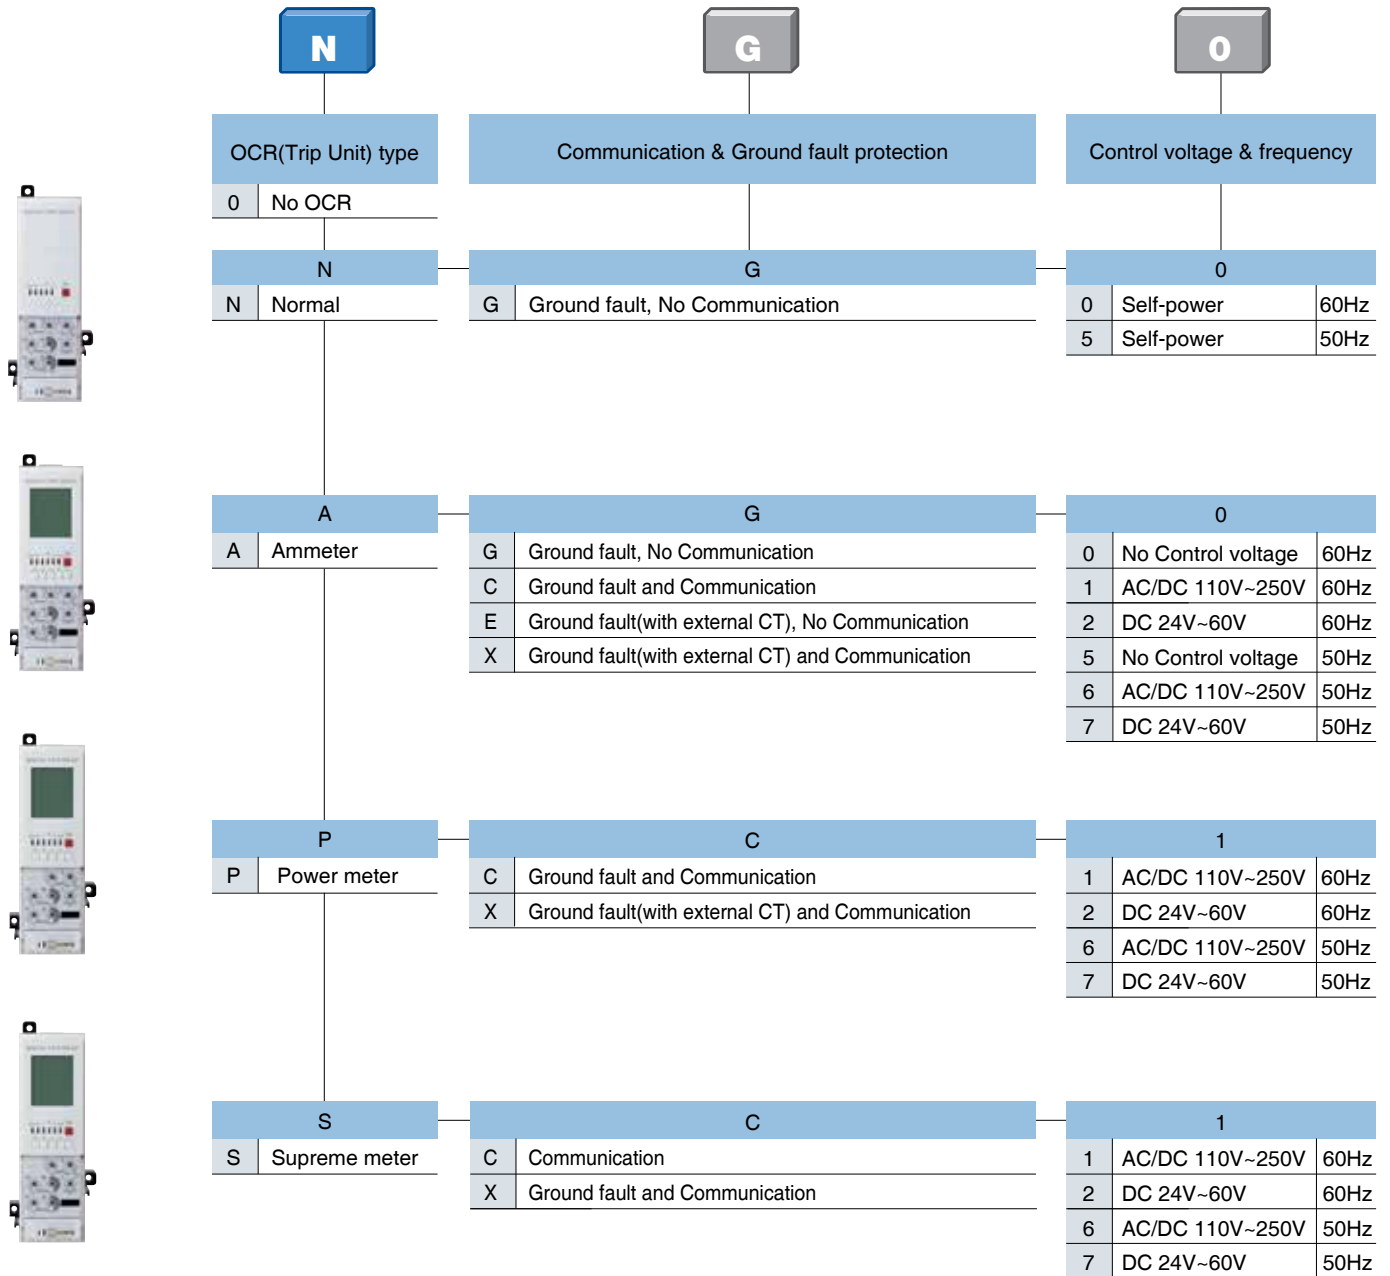 N G 0
OCR(Trip Unit) type Communication & Ground fault protection Control voltage & frequency
0 No OCR
N G 0
N Normal G Ground fault, No Communication 0 Self-power 60Hz
5 Self-power 50Hz
A G 0
A Ammeter G Ground fault, No Communication 0 No Control voltage 60Hz
C Ground fault and Communication 1 AC/DC 110V~250V 60Hz
E Ground fault(with external CT), No Communication 2 DC 24V~60V 60Hz
X Ground fault(with external CT) and Communication 5 No Control voltage 50Hz
6 AC/DC 110V~250V 50Hz
7 DC 24V~60V 50Hz
P C 1
P Power meter C Ground fault and Communication 1 AC/DC 110V~250V 60Hz
X Ground fault(with external CT) and Communication 2 DC 24V~60V 60Hz
6 AC/DC 110V~250V 50Hz
7 DC 24V~60V 50Hz
S C 1
S Supreme meter C Communication 1 AC/DC 110V~250V 60Hz
X Ground fault and Communication 2 DC 24V~60V 60Hz
6 AC/DC 110V~250V 50Hz
7 DC 24V~60V 50Hz